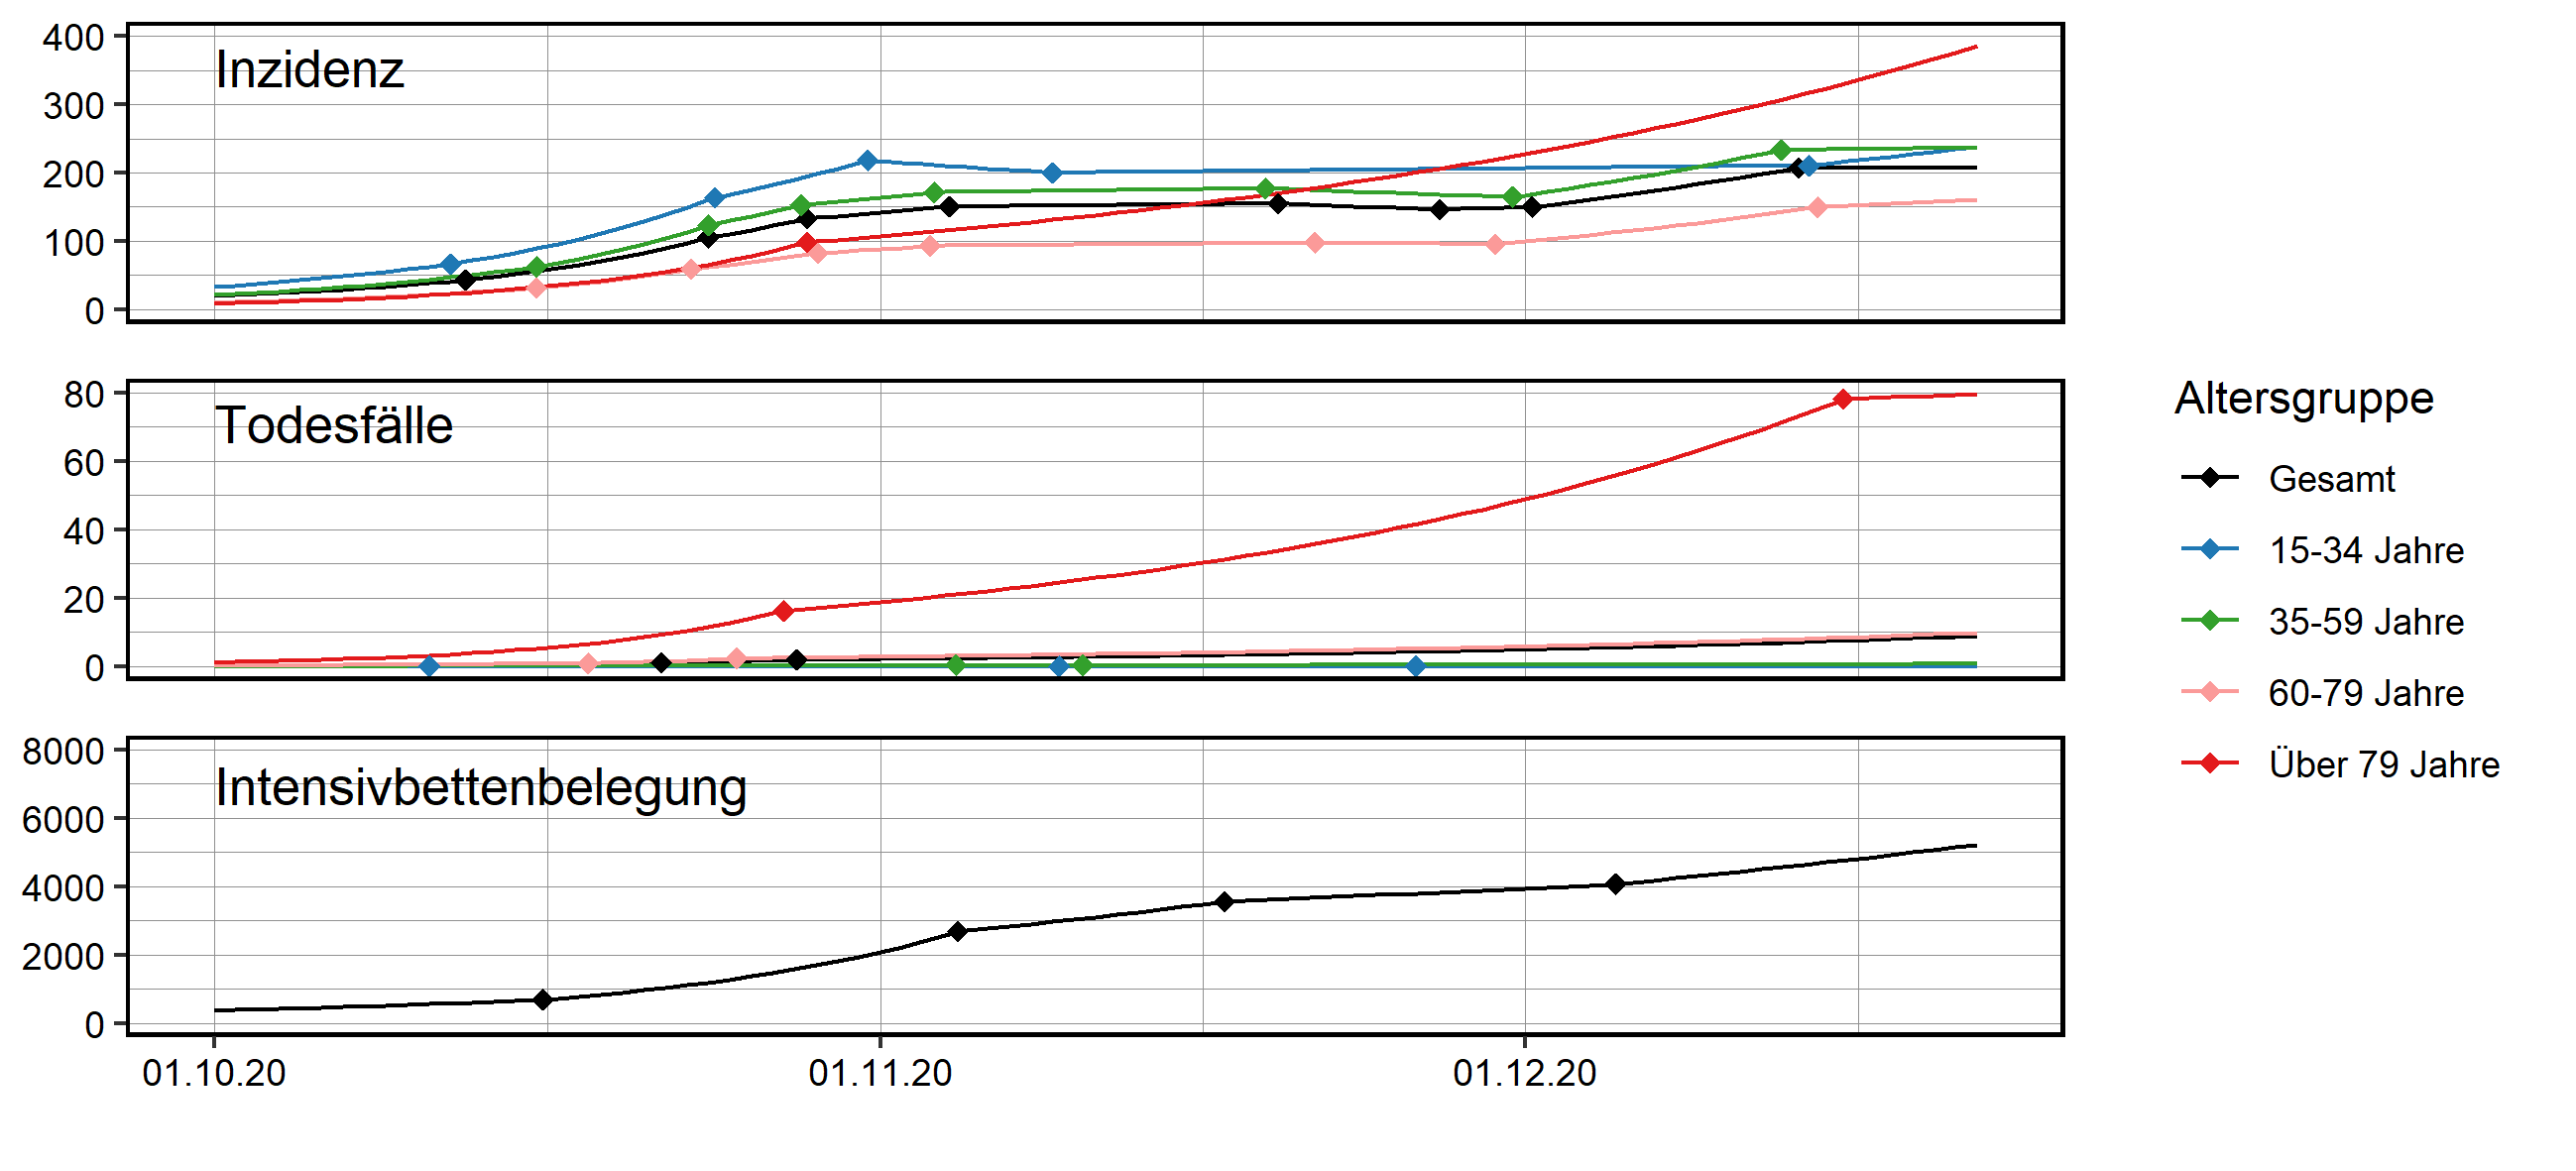 400
300
200
100
0
Inzidenz
80
60
40
20
0
Todesfälle
8000
6000
4000
2000
0
Intensivbettenbelegung
01.10.20
01.11.20
01.12.20
Altersgruppe
Gesamt
15-34 Jahre
35-59 Jahre
60-79 Jahre
Über 79 Jahre